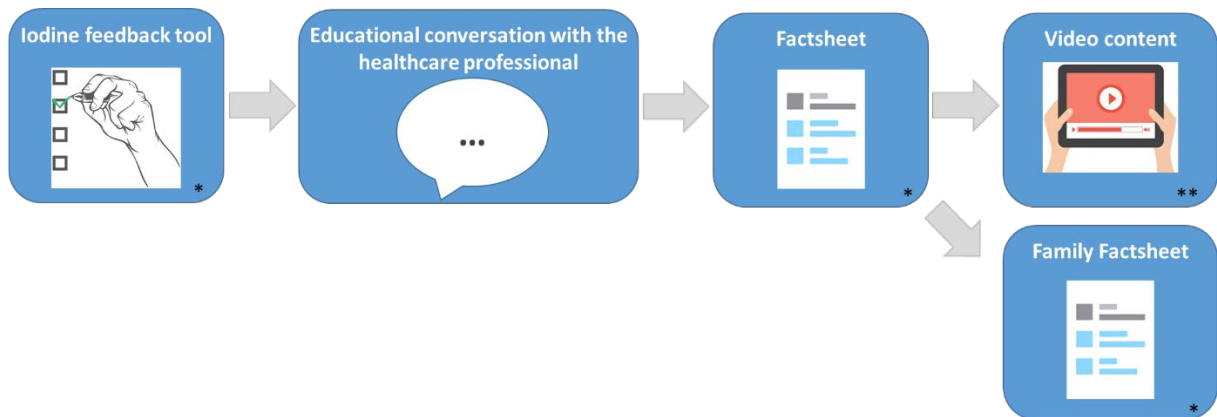 Iodine feedback tool
*
Educational conversation with the
healthcare professional
...
Factsheet
*
Video content
**
Family Factsheet
*